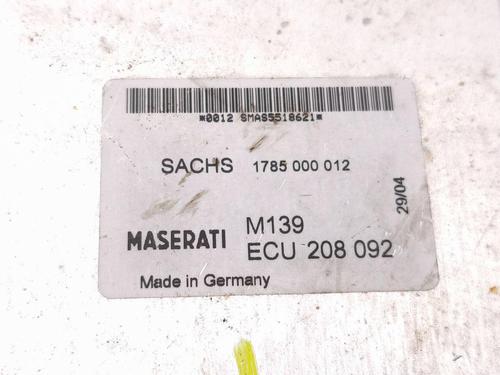 *0012 SMAS5518621*
SACHS 1785 000 012
29/04
MASERATI M139
ECU 208 092
Made in Germany